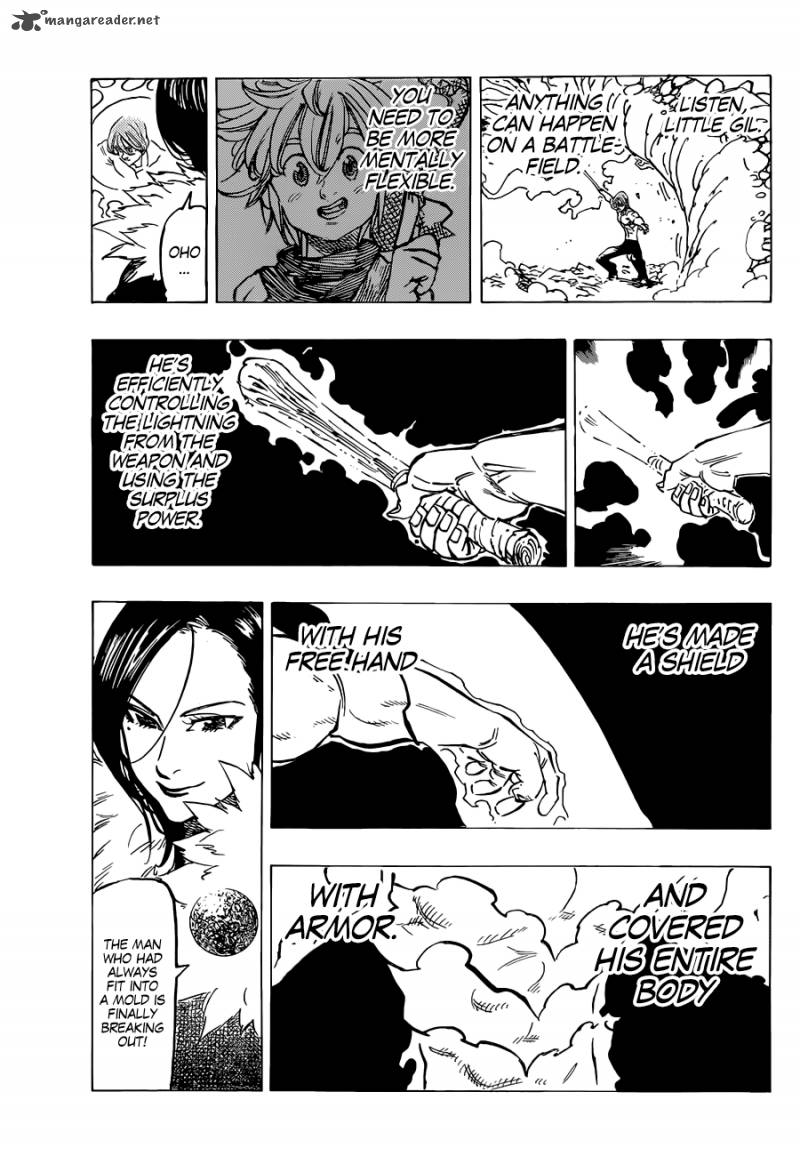 mangareader.net
LISTEN,
LITTLE GIL.
ANYTHING
CAN HAPPEN
ON A BATTLE-
FIELD.
YOU
NEED TO
BE MORE
MENTALLY
FLEXIBLE.
OHO
...
HE'S
EFFICIENTLY
CONTROLLING
THE LIGHTNING
FROM THE
WEAPON AND
USING THE
SURPLUS
POWER.
HE'S MADE
A SHIELD
WITH HIS
FREE HAND
AND
COVERED
HIS ENTIRE
BODY
WITH
ARMOR.
THE MAN
WHO HAD
ALWAYS
FIT INTO
A MOLD IS
FINALLY
BREAKING
OUT!